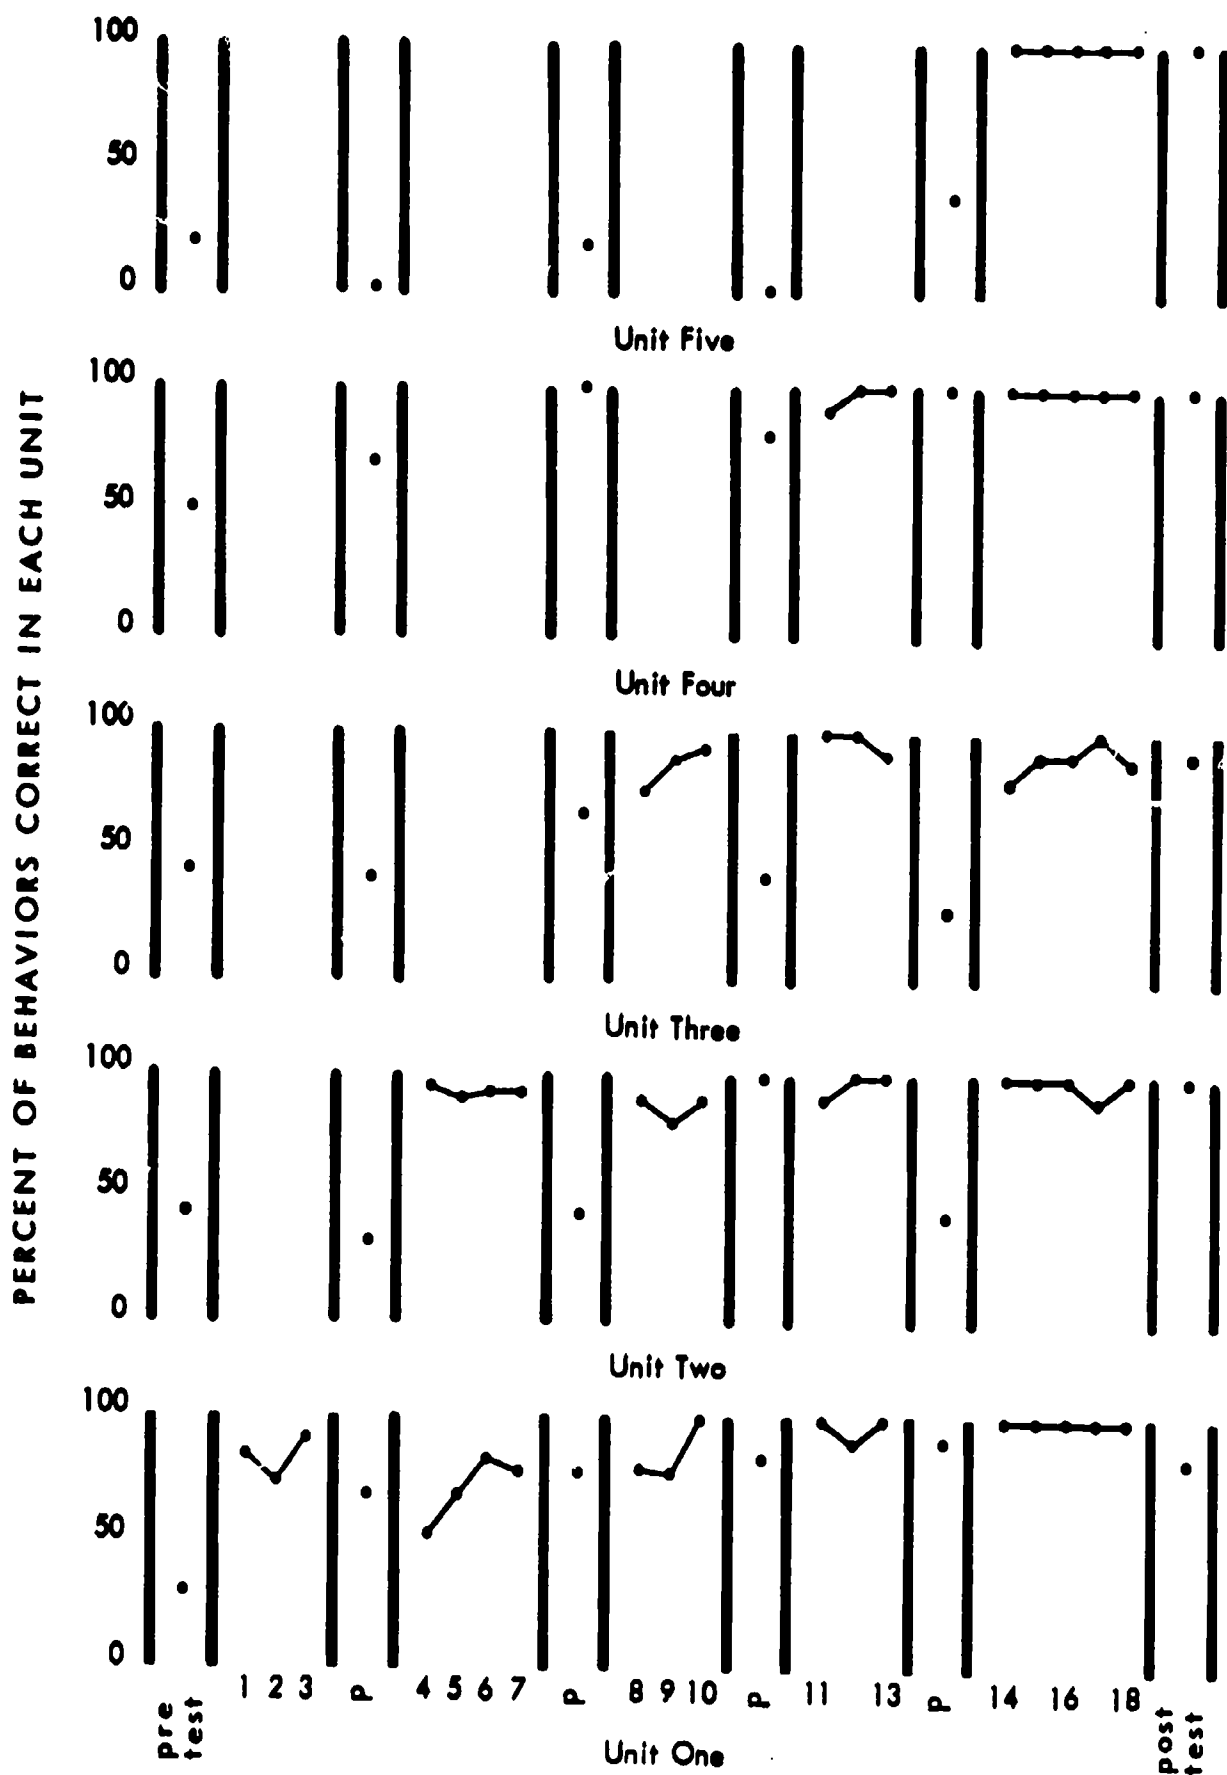 PERCENT OF BEHAVIORS CORRECT IN EACH UNIT
100
50
0
Unit Five
100
50
0
Unit Four
100
50
0
Unit Three
100
50
0
Unit Two
100
50
0
pre test 1 2 3 P 4 5 6 7 P 8 9 10 P 11 13 P 14 16 18 post test
Unit One